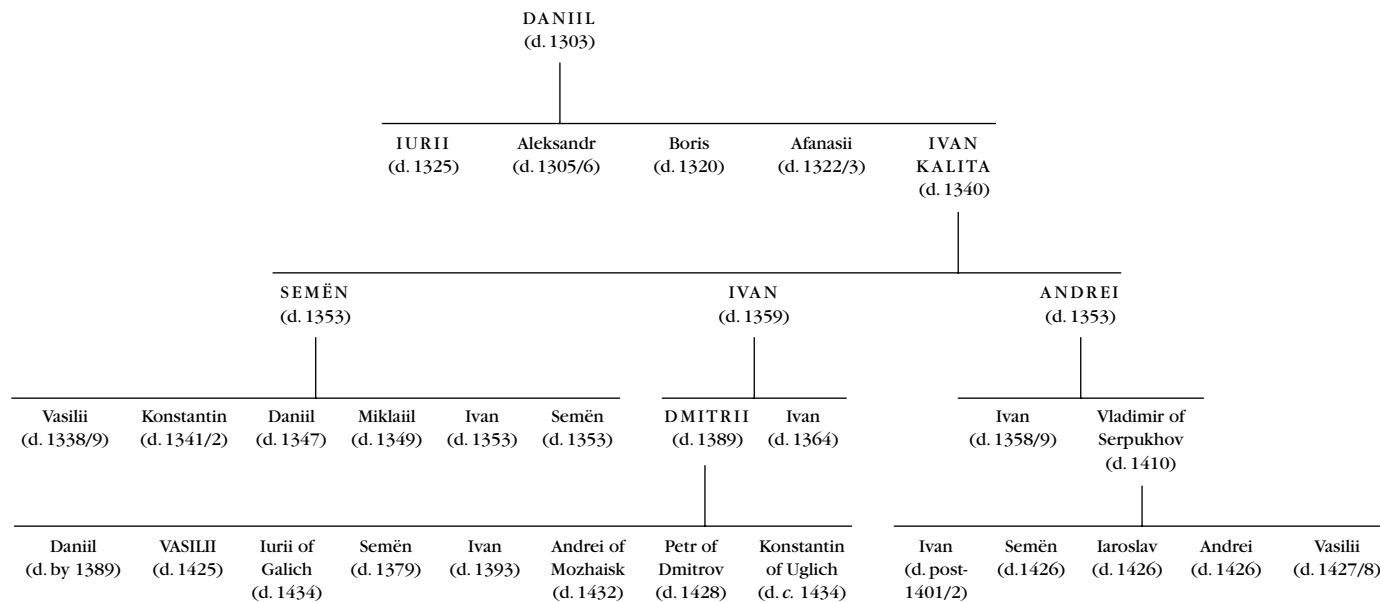 DANIIL
(d. 1303)
IURII
(d. 1325)
Aleksandr
(d. 1305/6)
Boris
(d. 1320)
Afanasii
(d. 1322/3)
IVAN
KALITA
(d. 1340)
SEMËN
(d. 1353)
IVAN
(d. 1359)
ANDREI
(d. 1353)
Vasilii
(d. 1338/9)
Konstantin
(d. 1341/2)
Daniil
(d. 1347)
Miklaiil
(d. 1349)
Ivan
(d. 1353)
Semën
(d. 1353)
DMITRII
(d. 1389)
Ivan
(d. 1364)
Ivan
(d. 1358/9)
Vladimir of
Serpukhov
(d. 1410)
Daniil
(d. by 1389)
VASILII
(d. 1425)
Iurii of
Galich
(d. 1434)
Semën
(d. 1379)
Ivan
(d. 1393)
Andrei of
Mozhaisk
(d. 1432)
Petr of
Dmitrov
(d. 1428)
Konstantin
of Uglich
(d. c. 1434)
Ivan
(d. post-
1401/2)
Semën
(d.1426)
Iaroslav
(d. 1426)
Andrei
(d. 1426)
Vasilii
(d. 1427/8)